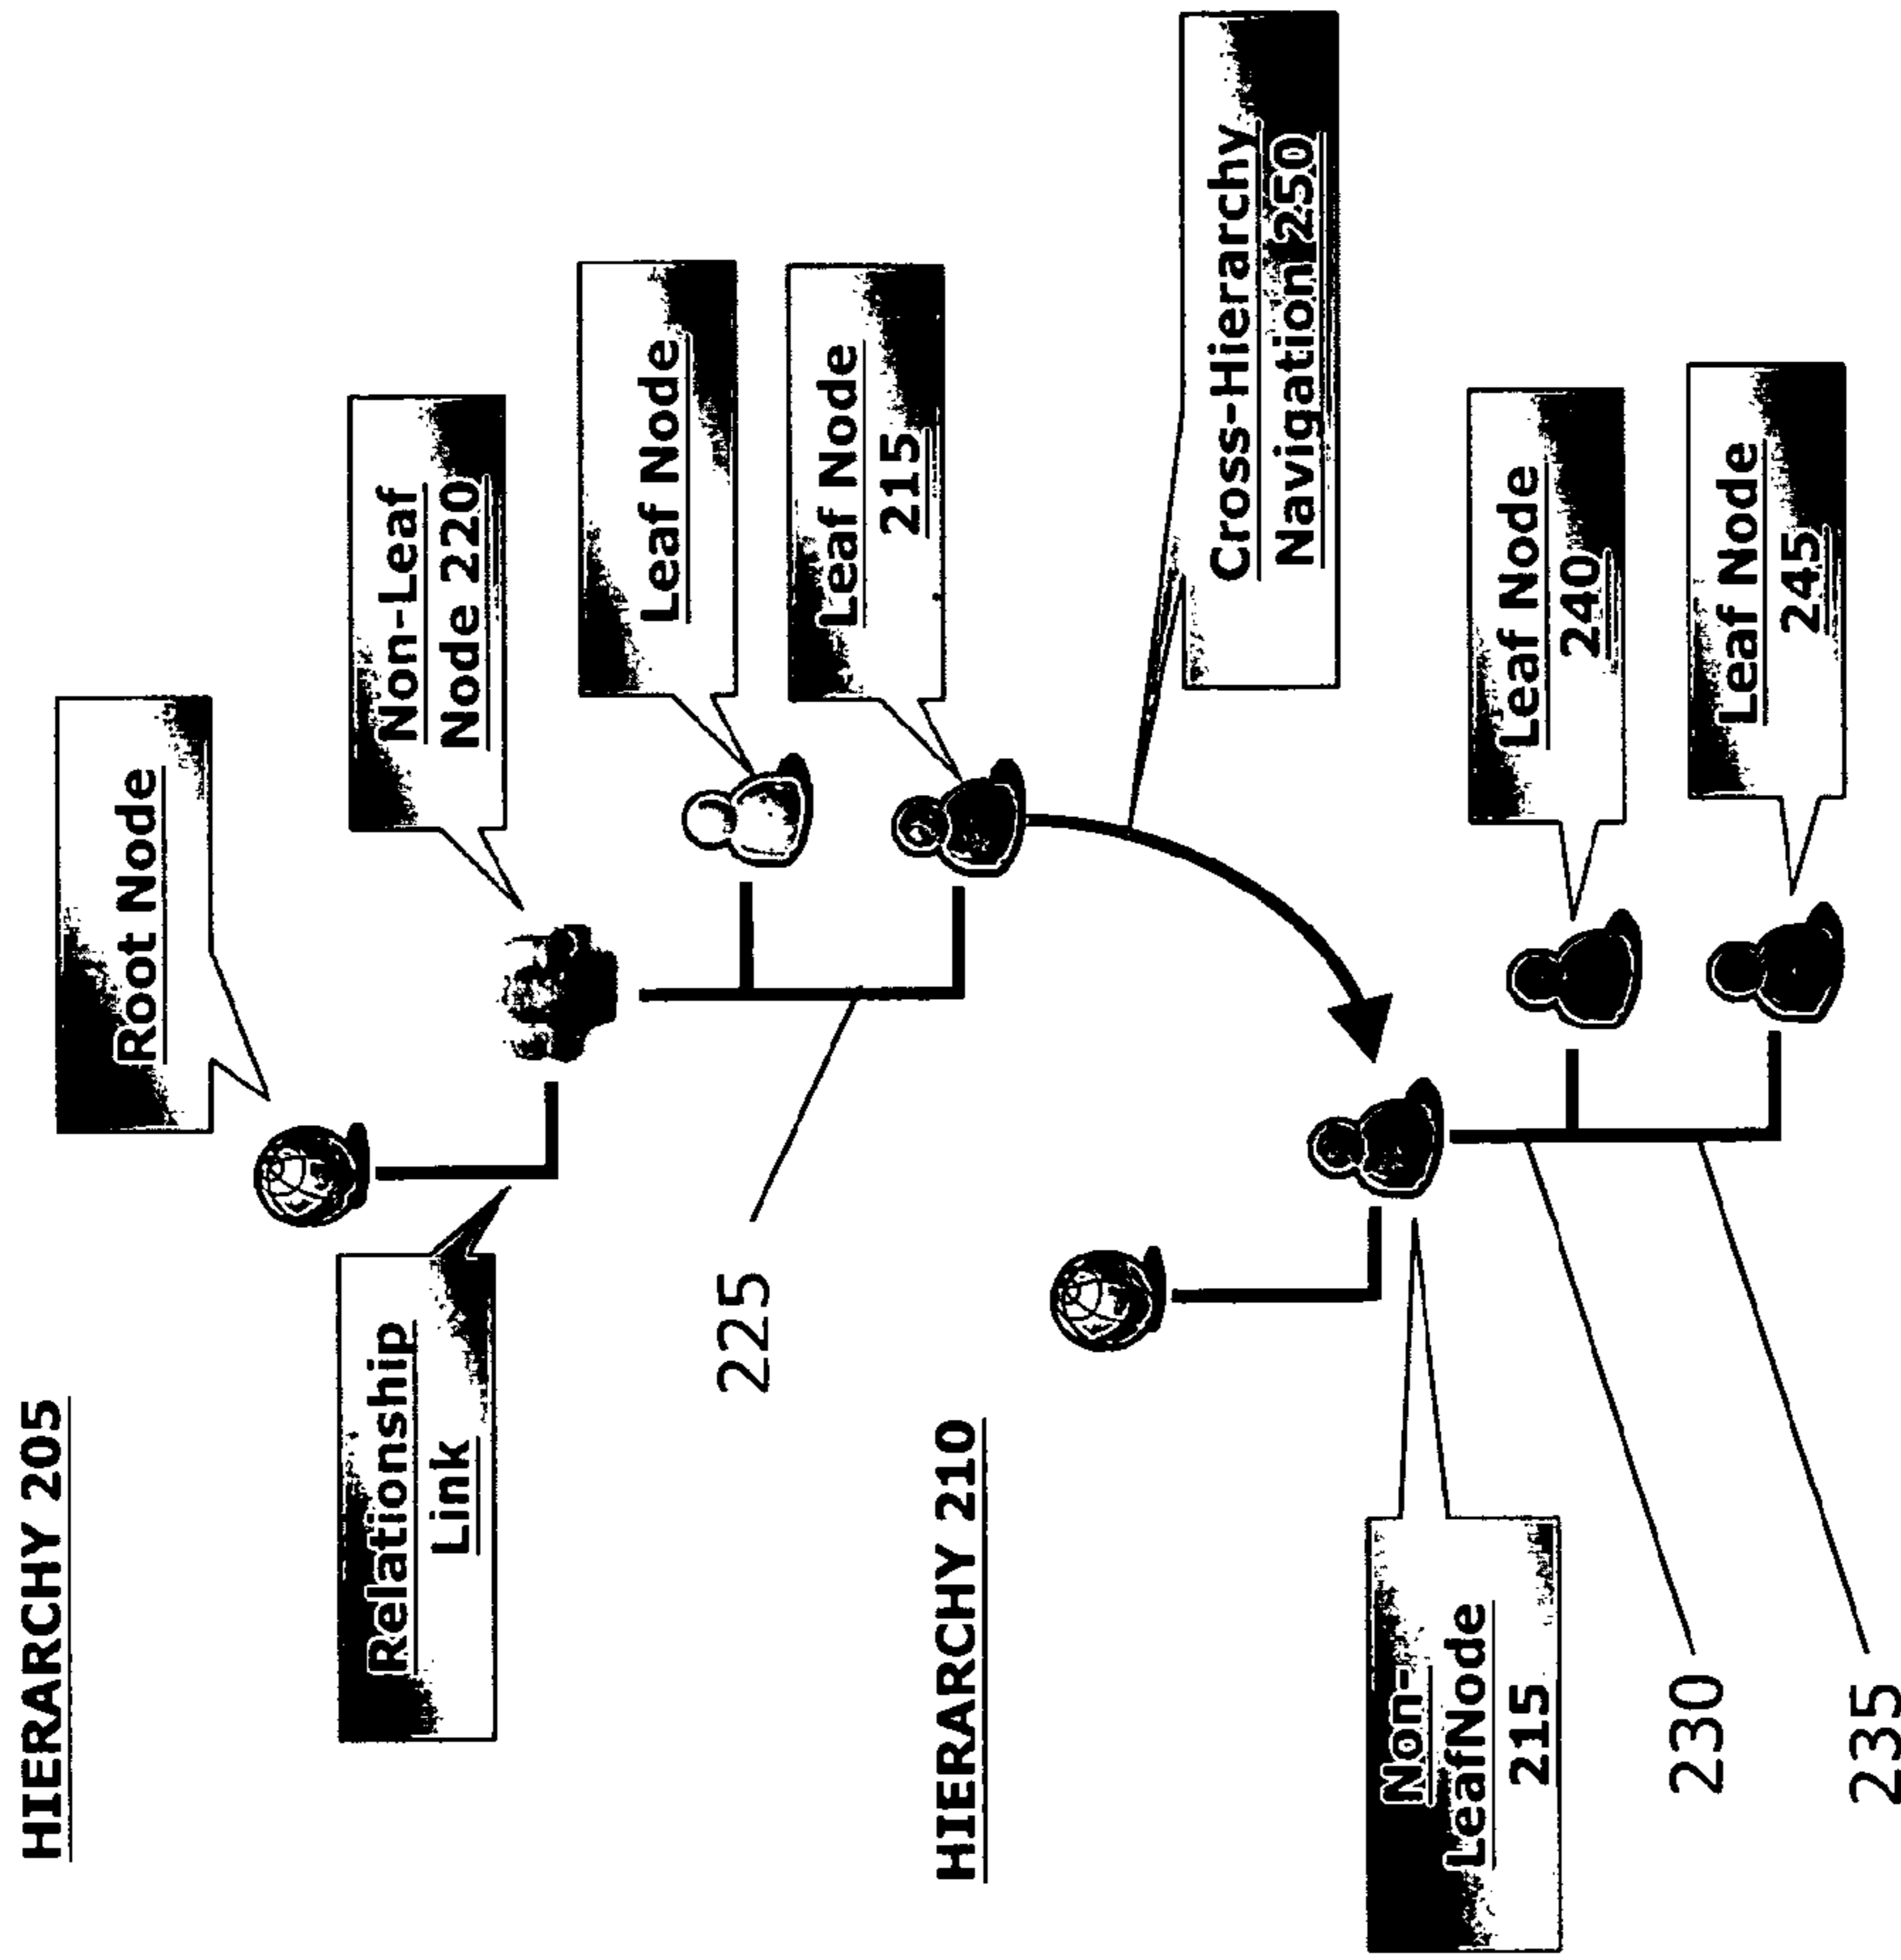 HIERARCHY 205
Root Node
Relationship
Link
Non-Leaf
Node 220
Leaf Node
Leaf Node
215
225
HIERARCHY 210
Cross-Hierarchy
Navigation 250
Non-
LeafNode
215
Leaf Node
240
Leaf Node
245
230
235